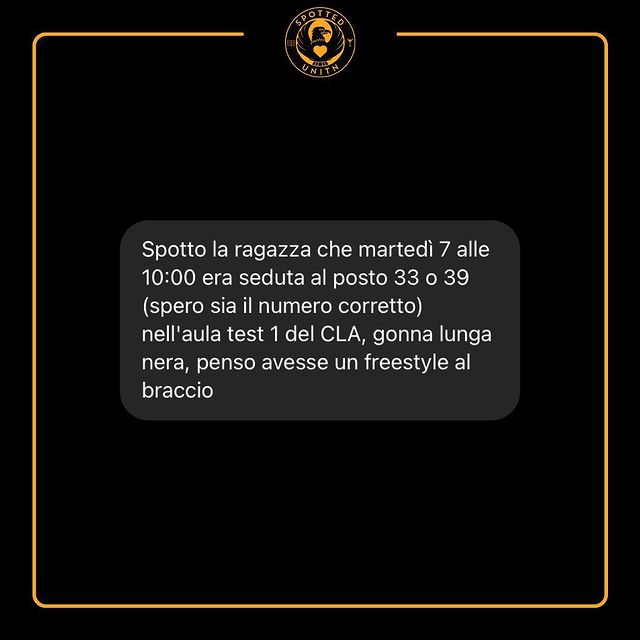 SPOTTED
UNITN
Spotto la ragazza che martedì 7 alle
10:00 era seduta al posto 33 o 39
(spero sia il numero corretto)
nell'aula test 1 del CLA, gonna lunga
nera, penso avesse un freestyle al
braccio